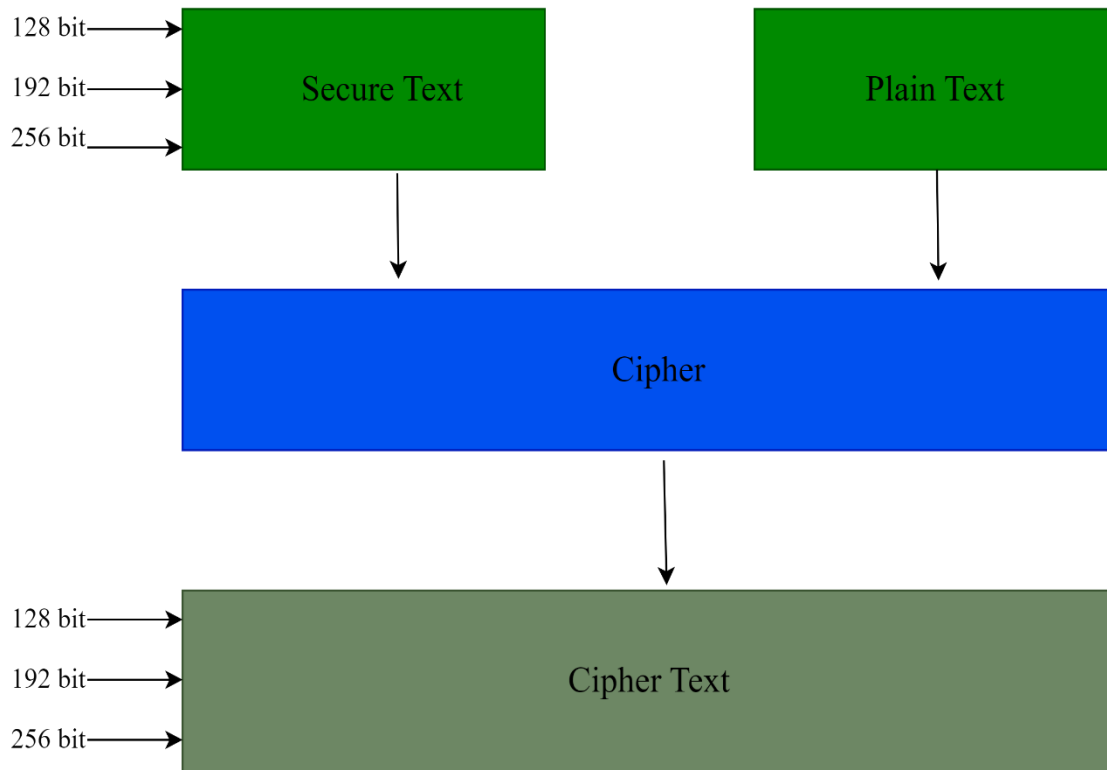 128 bit
192 bit
256 bit
Secure Text
Plain Text
Cipher
128 bit
192 bit
256 bit
Cipher Text